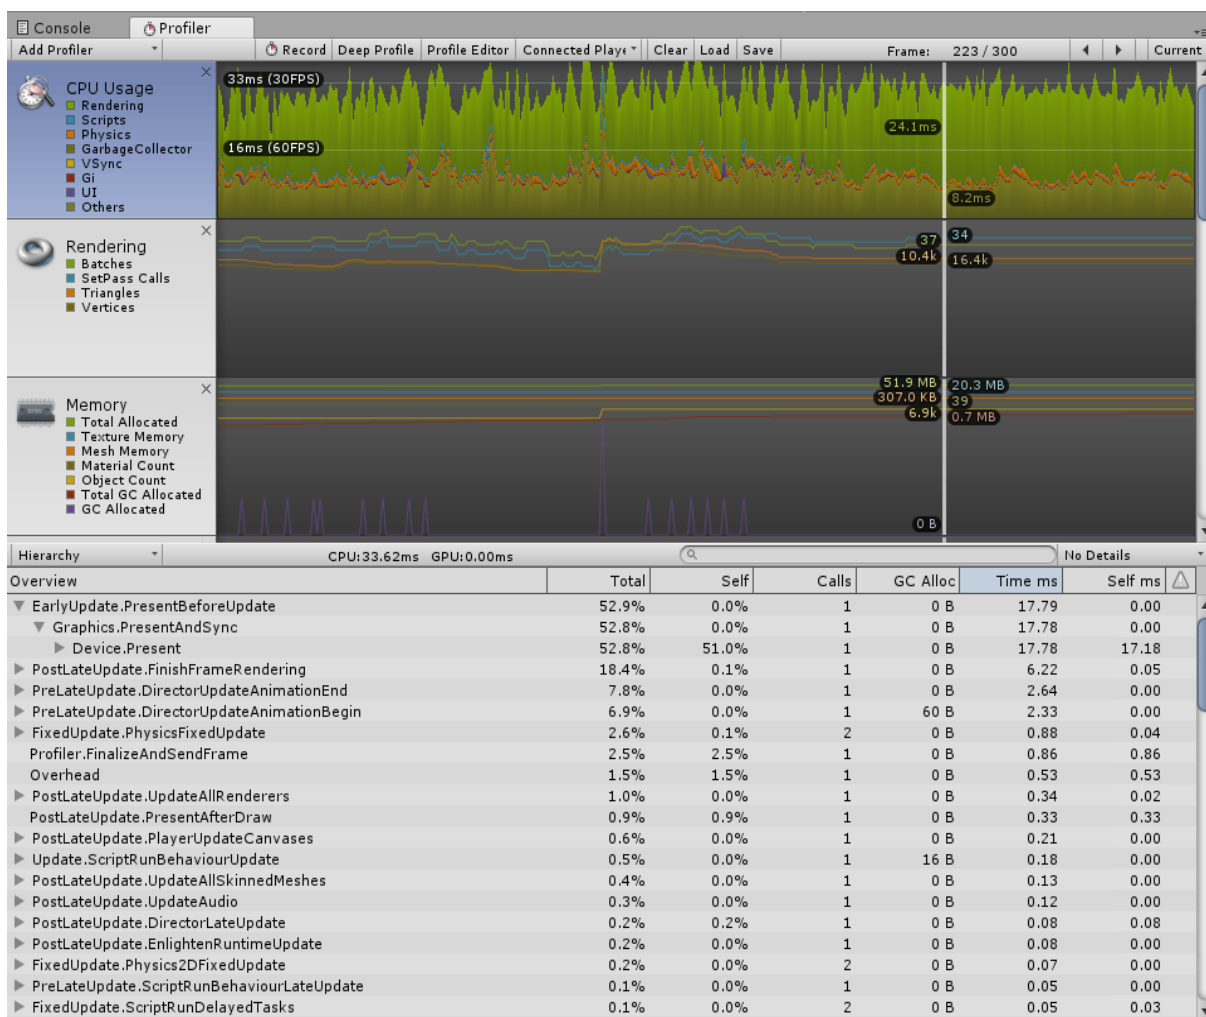 Console Profiler
Add Profiler Record Deep Profile Profile Editor Connected Playe Clear Load Save Frame: 223 / 300 Current
CPU Usage
Rendering
Scripts
Physics
GarbageCollector
VSync
Gi
UI
Others
33ms (30FPS)
16ms (60FPS)
24.1ms
8.2ms
Rendering
Batches
SetPass Calls
Triangles
Vertices
37 34
10.4k 16.4k
Memory
Total Allocated
Texture Memory
Mesh Memory
Material Count
Object Count
Total GC Allocated
GC Allocated
51.9 MB 20.3 MB
307.0 KB 39
6.9k 0.7 MB
0 B
Hierarchy CPU:33.62ms GPU:0.00ms No Details
Overview Total Self Calls GC Alloc Time ms Self ms
EarlyUpdate.PresentBeforeUpdate 52.9% 0.0% 1 0 B 17.79 0.00
Graphics.PresentAndSync 52.8% 0.0% 1 0 B 17.78 0.00
Device.Present 52.8% 51.0% 1 0 B 17.78 17.18
PostLateUpdate.FinishFrameRendering 18.4% 0.1% 1 0 B 6.22 0.05
PreLateUpdate.DirectorUpdateAnimationEnd 7.8% 0.0% 1 0 B 2.64 0.00
PreLateUpdate.DirectorUpdateAnimationBegin 6.9% 0.0% 1 60 B 2.33 0.00
FixedUpdate.PhysicsFixedUpdate 2.6% 0.1% 2 0 B 0.88 0.04
Profiler.FinalizeAndSendFrame 2.5% 2.5% 1 0 B 0.86 0.86
Overhead 1.5% 1.5% 1 0 B 0.53 0.53
PostLateUpdate.UpdateAllRenderers 1.0% 0.0% 1 0 B 0.34 0.02
PostLateUpdate.PresentAfterDraw 0.9% 0.9% 1 0 B 0.33 0.33
PostLateUpdate.PlayerUpdateCanvases 0.6% 0.0% 1 0 B 0.21 0.00
Update.ScriptRunBehaviourUpdate 0.5% 0.0% 1 16 B 0.18 0.00
PostLateUpdate.UpdateAllSkinnedMeshes 0.4% 0.0% 1 0 B 0.13 0.00
PostLateUpdate.UpdateAudio 0.3% 0.0% 1 0 B 0.12 0.00
PostLateUpdate.DirectorLateUpdate 0.2% 0.2% 1 0 B 0.08 0.08
PostLateUpdate.EnlightenRuntimeUpdate 0.2% 0.0% 1 0 B 0.08 0.00
FixedUpdate.Physics2DFixedUpdate 0.2% 0.0% 2 0 B 0.07 0.00
PreLateUpdate.ScriptRunBehaviourLateUpdate 0.1% 0.0% 1 0 B 0.05 0.00
FixedUpdate.ScriptRunDelayedTasks 0.1% 0.1% 2 0 B 0.05 0.03